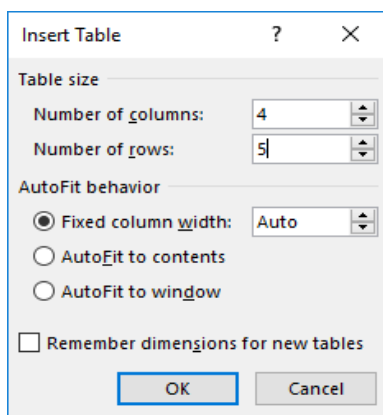 Insert Table ?
Table size
Number of columns: 4
Number of rows: 5
AutoFit behavior
Fixed column width: Auto
AutoFit to contents
AutoFit to window
Remember dimensions for new tables
OK Cancel